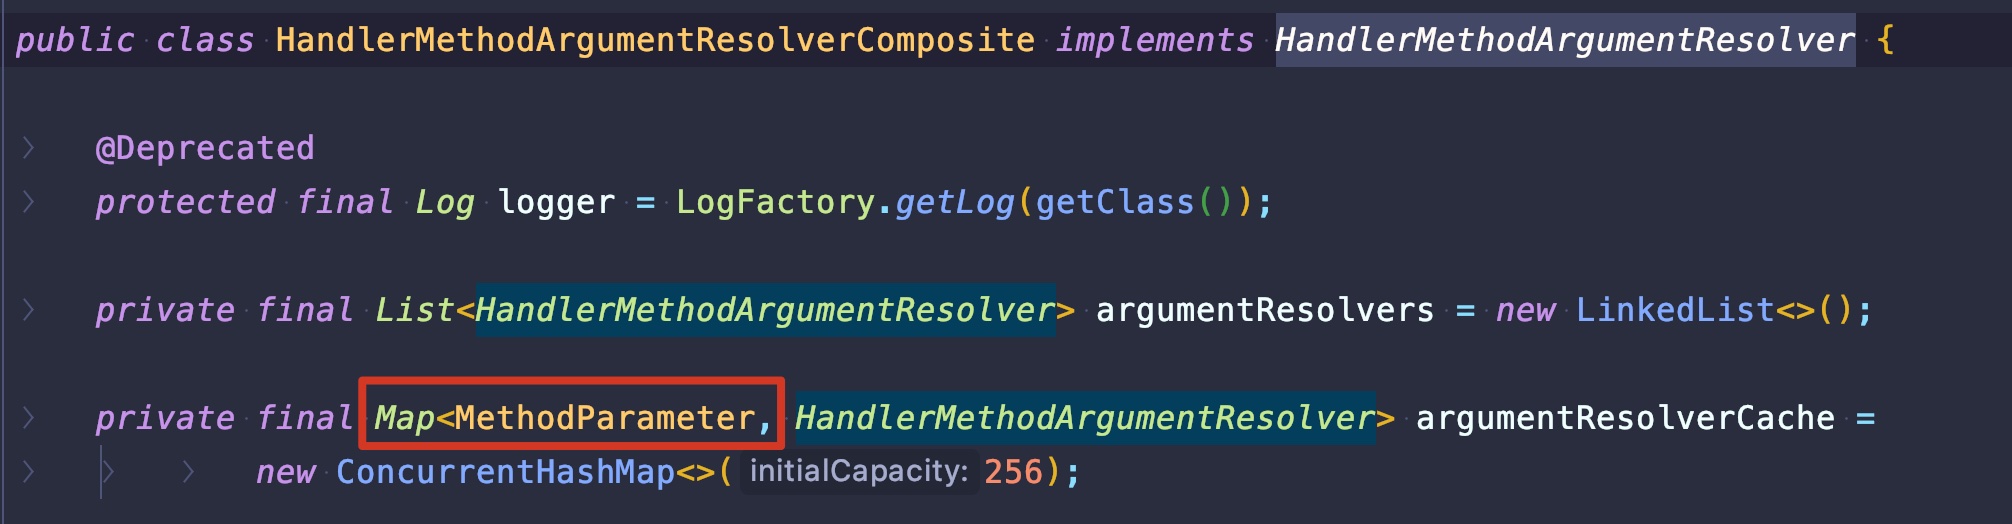 public class HandlerMethodArgumentResolverComposite implements HandlerMethodArgumentResolver {
@Deprecated
protected final Log logger = LogFactory.getLog(getClass());
private final List<HandlerMethodArgumentResolver> argumentResolvers = new LinkedList<>();
private final Map<MethodParameter, HandlerMethodArgumentResolver> argumentResolverCache =
new ConcurrentHashMap<>( initialCapacity: 256);